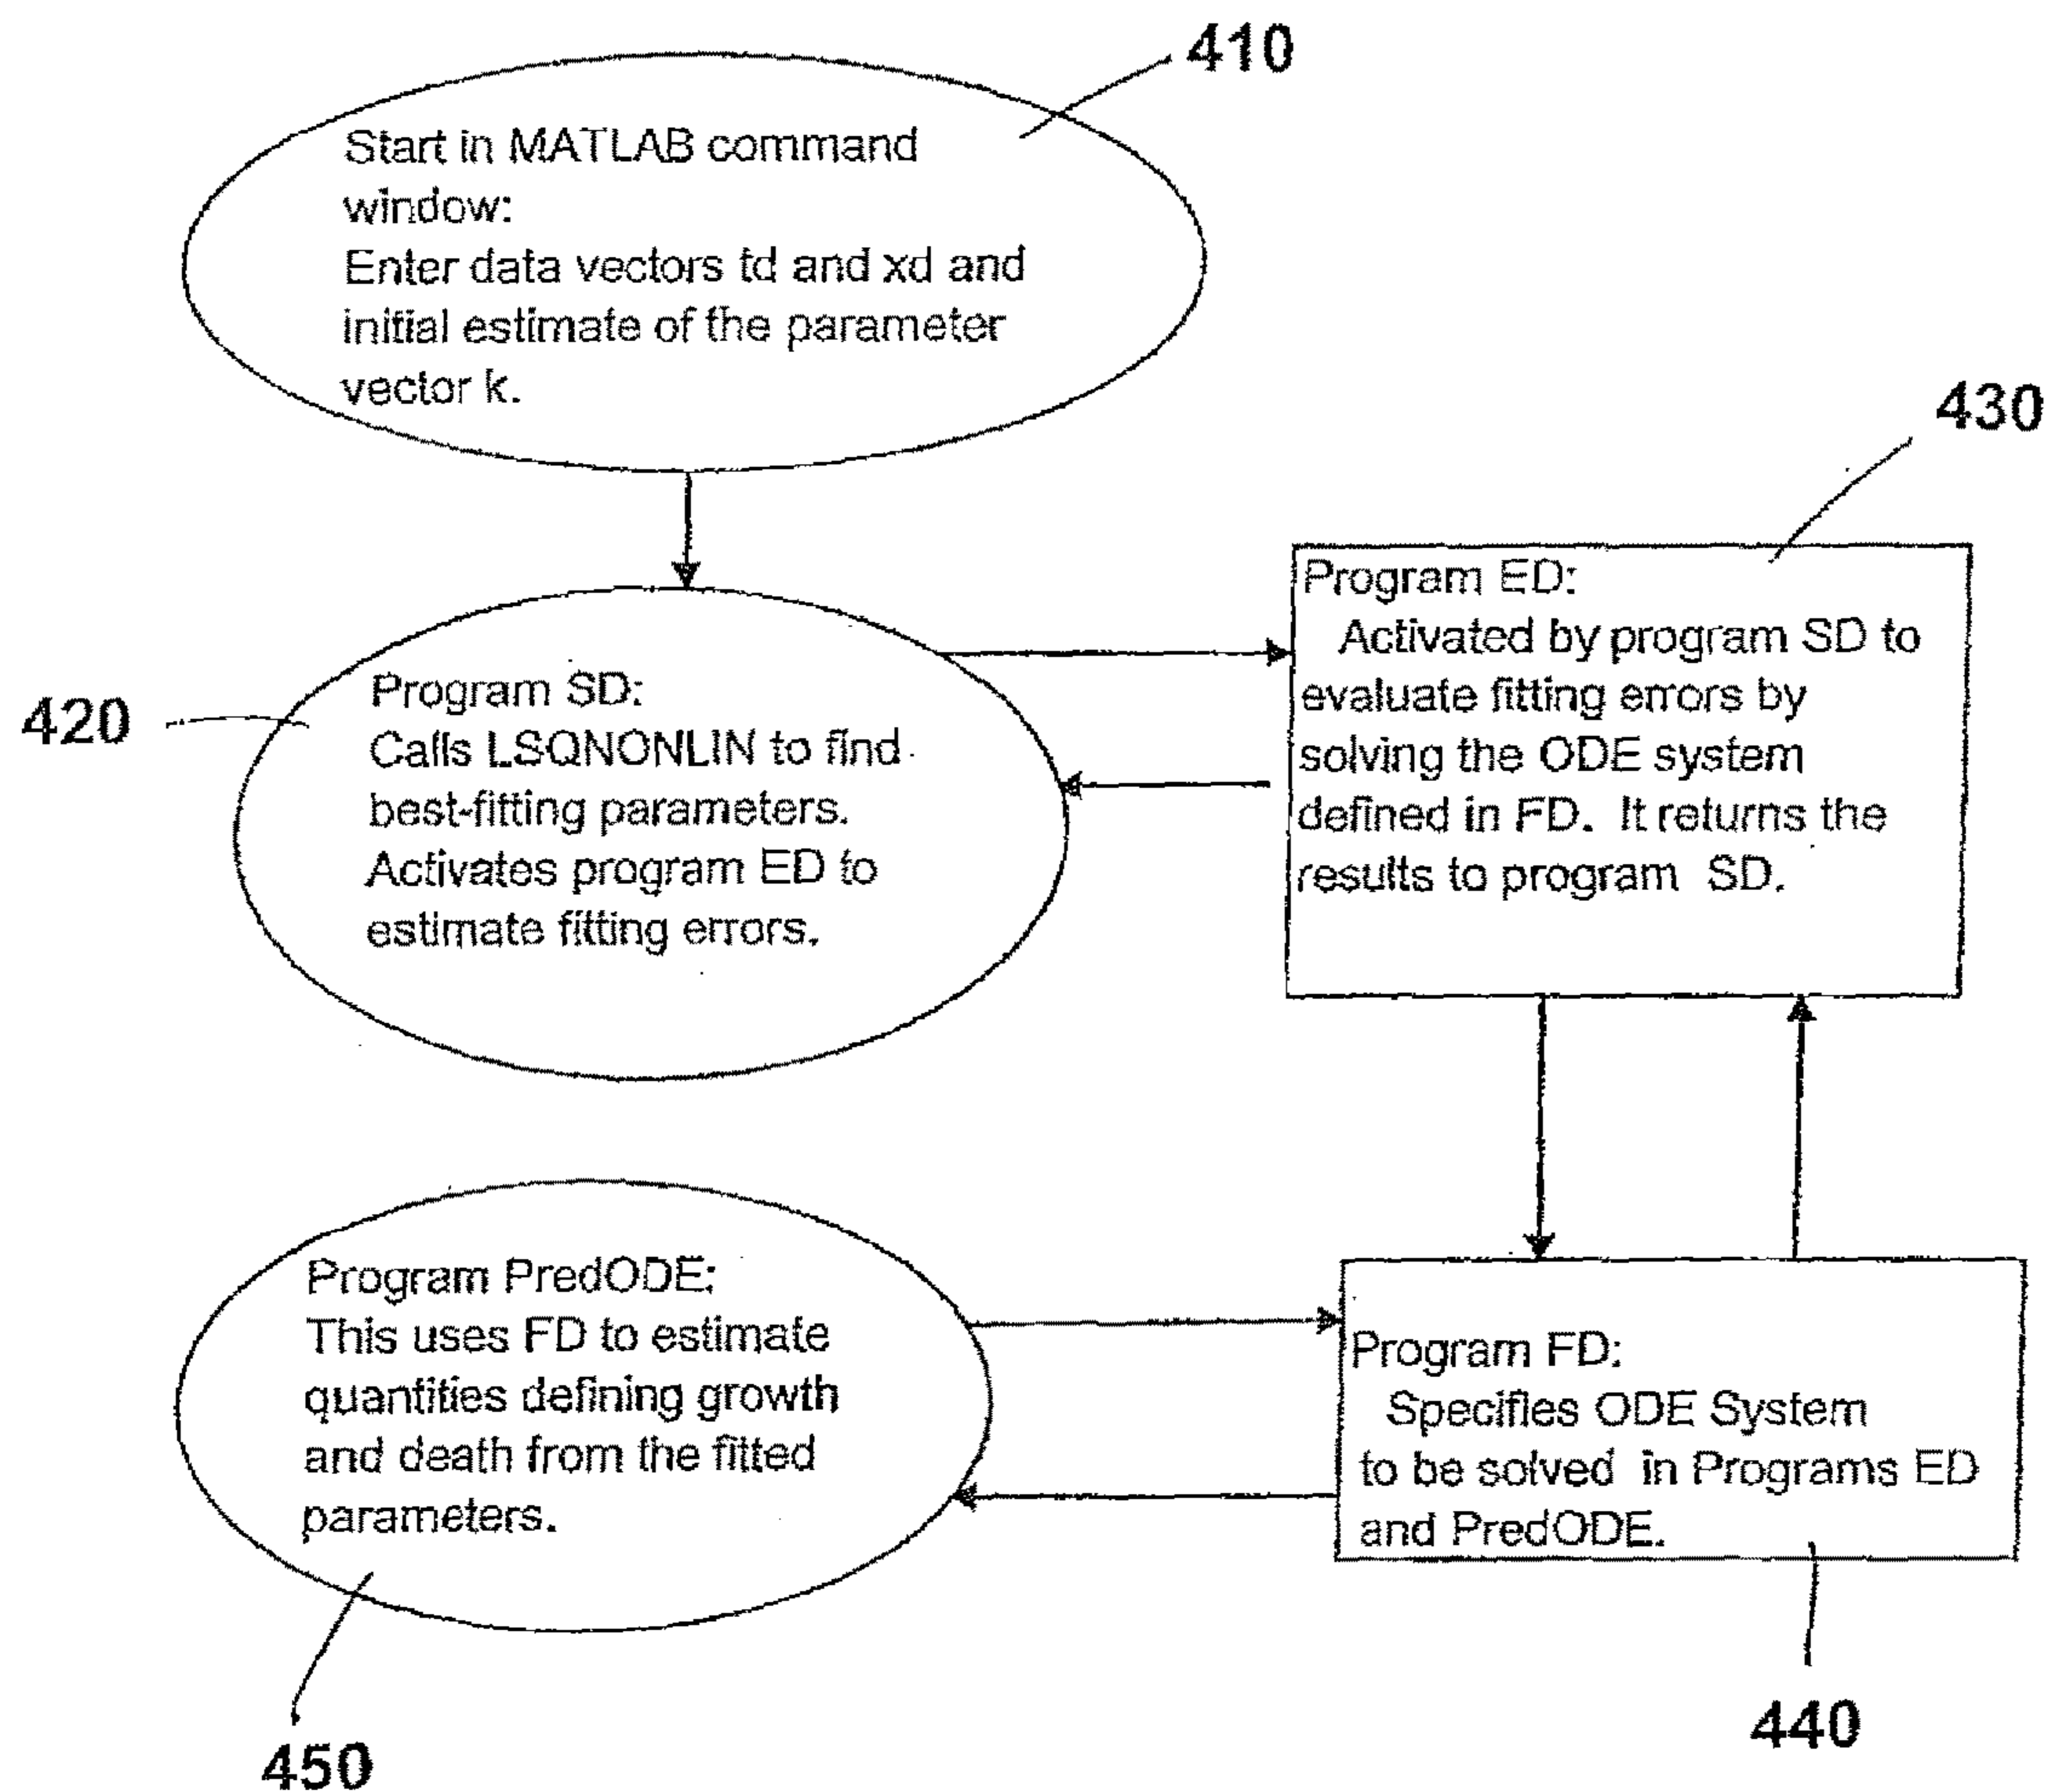 410
Start in MATLAB command
window:
Enter data vectors td and xd and
initial estimate of the parameter
vector k.
430
Program ED:
Activated by program SD to
evaluate fitting errors by
solving the ODE system
defined in FD. It returns the
results to program SD.
420
Program SD:
Calls LSQNONLIN to find
best-fitting parameters.
Activates program ED to
estimate fitting errors.
Program PredODE:
This uses FD to estimate
quantities defining growth
and death from the fitted
parameters.
Program FD:
Specifies ODE System
to be solved in Programs ED
and PredODE.
440
450